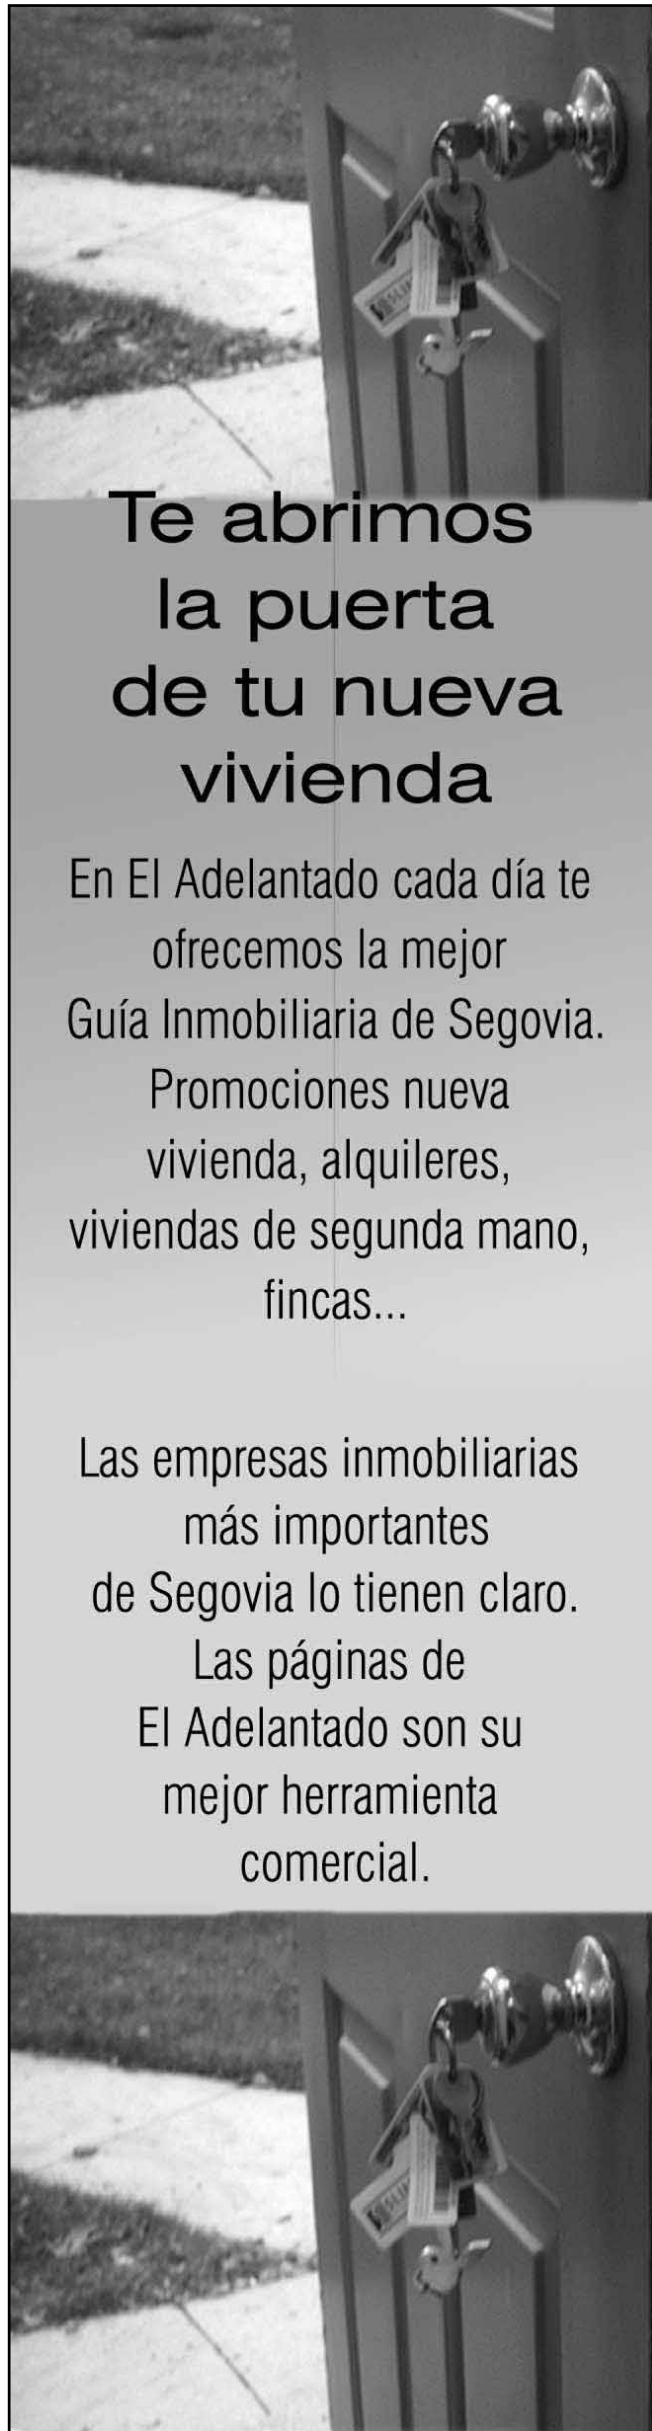 Te abrimos
la puerta
de tu nueva
vivienda
En El Adelantado cada día te
ofrecemos la mejor
Guía Inmobiliaria de Segovia.
Promociones nueva
vivienda, alquileres,
viviendas de segunda mano,
fincas...
Las empresas inmobiliarias
más importantes
de Segovia lo tienen claro.
Las páginas de
El Adelantado son su
mejor herramienta
comercial.